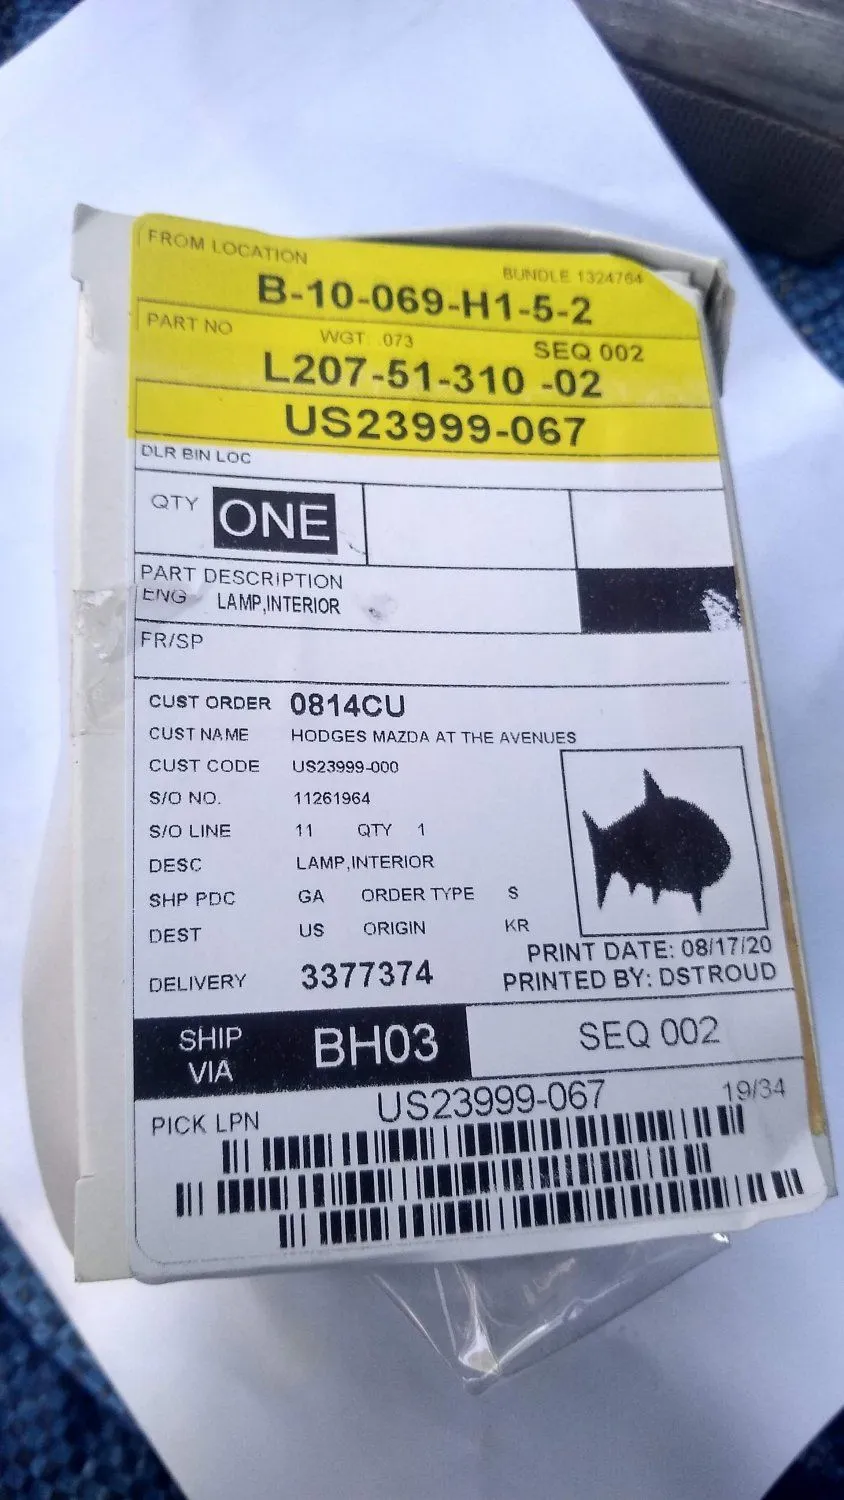 FROM LOCATION
BUNDLE 1324764
B-10-069-H1-5-2
PART NO
WGT .073 SEQ 002
L207-51-310 -02
US23999-067
DLR BIN LOC
QTY ONE
PART DESCRIPTION
ENG LAMP,INTERIOR
FR/SP
CUST ORDER 0814CU
CUST NAME HODGES MAZDA AT THE AVENUES
CUST CODE US23999-000
S/O NO. 11261964
S/O LINE 11 QTY 1
DESC LAMP,INTERIOR
SHP PDC GA ORDER TYPE S
DEST US ORIGIN KR
PRINT DATE: 08/17/20
DELIVERY 3377374 PRINTED BY: DSTROUD
SHIP VIA BH03 SEQ 002
PICK LPN US23999-067 19/34